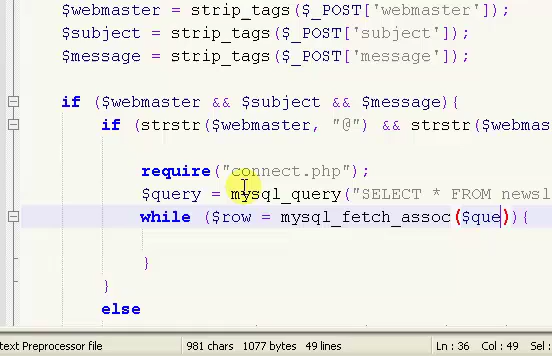 $webmaster = strip_tags($_POST['webmaster']);
$subject = strip_tags($_POST['subject']);
$message = strip_tags($_POST['message']);
if ($webmaster && $subject && $message){
if (strstr($webmaster, "@") && strstr($webmas
require("connect.php");
$query = mysql_query("SELECT * FROM newsl
while ($row = mysql_fetch_assoc($que)){
}
}
else
text Preprocessor file 981 chars 1077 bytes 49 lines Ln : 36 Col : 49 Sel :